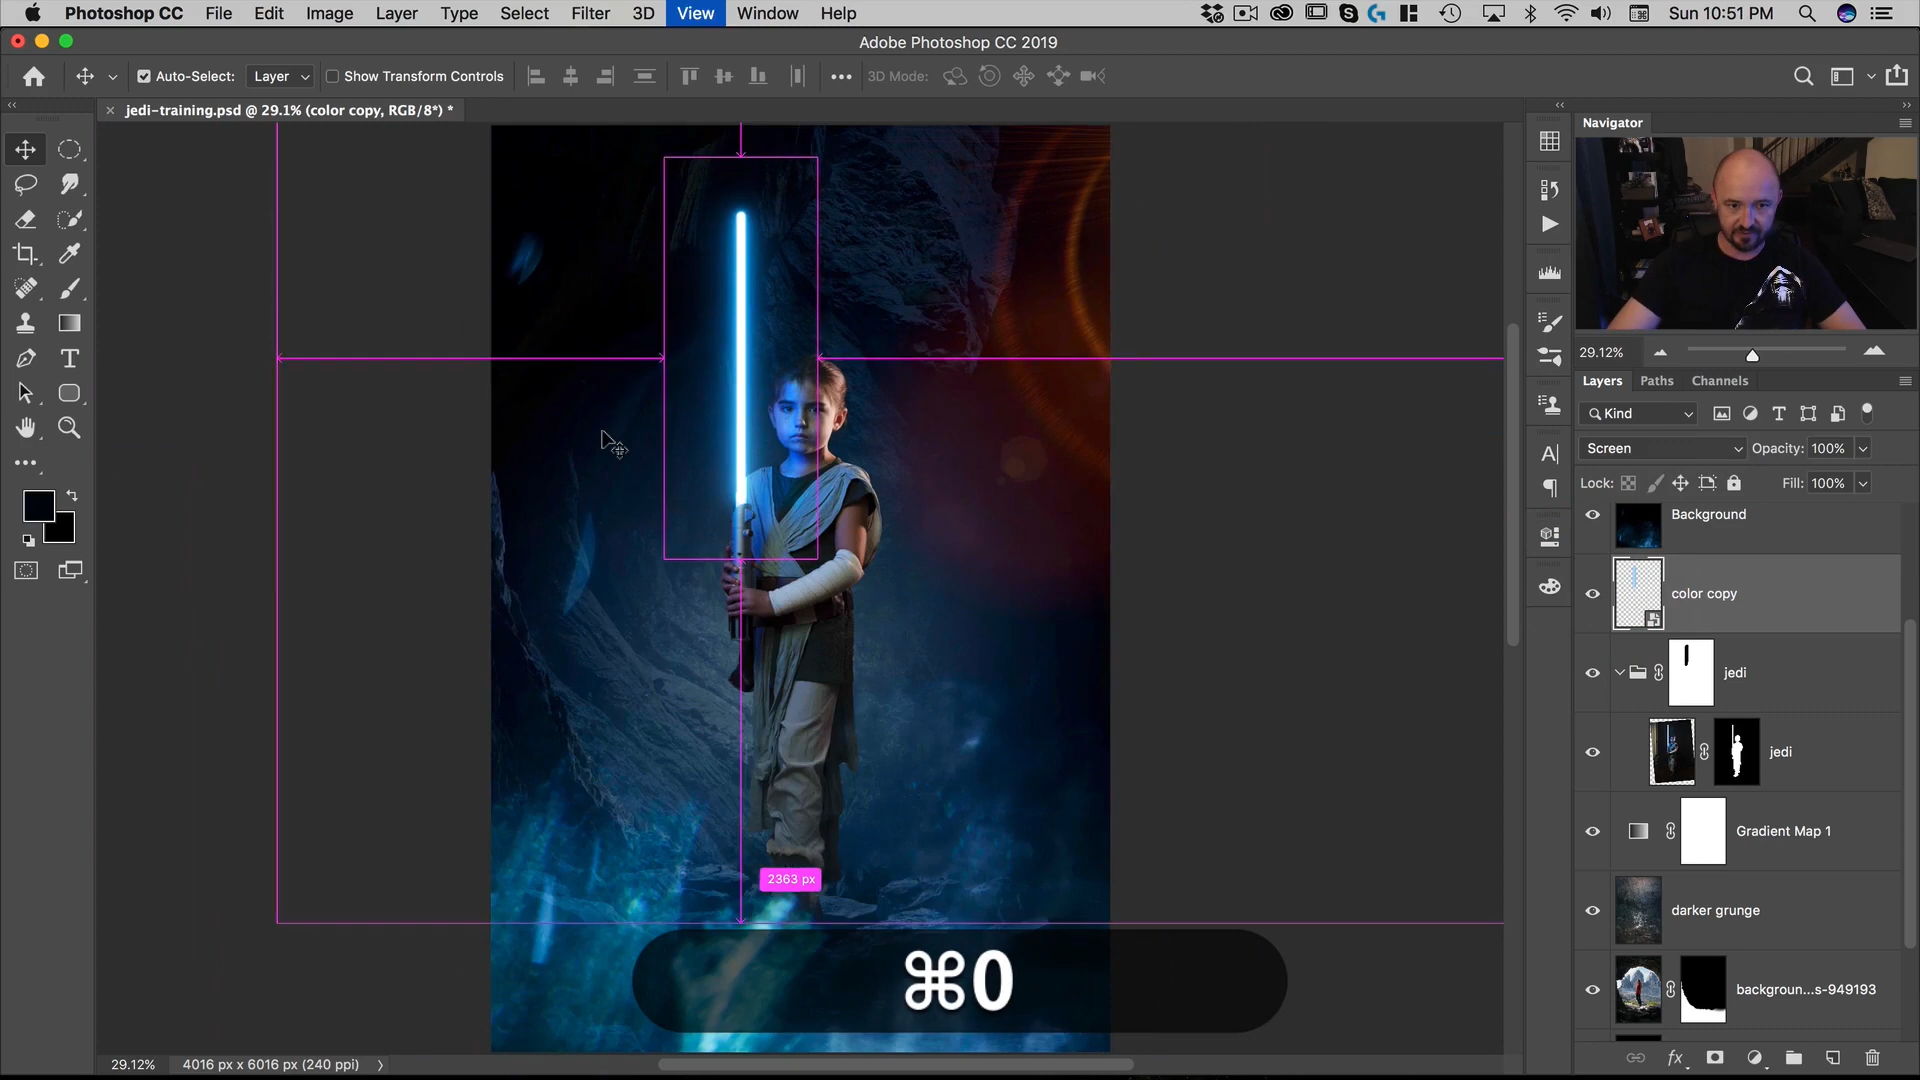 Photoshop CC File Edit Image Layer Type Select Filter 3D View Window Help Sun 10:51 PM
Adobe Photoshop CC 2019
Auto-Select: Layer Show Transform Controls 3D Mode:
jedi-training.psd @ 29.1% (color copy, RGB/8*) *
Navigator
29.12%
Layers Paths Channels
Kind
Screen Opacity: 100%
Lock: Fill: 100%
Background
color copy
jedi
jedi
Gradient Map 1
darker grunge
backgroun...s-949193
2363 px
⌘0
29.12% 4016 px x 6016 px (240 ppi)